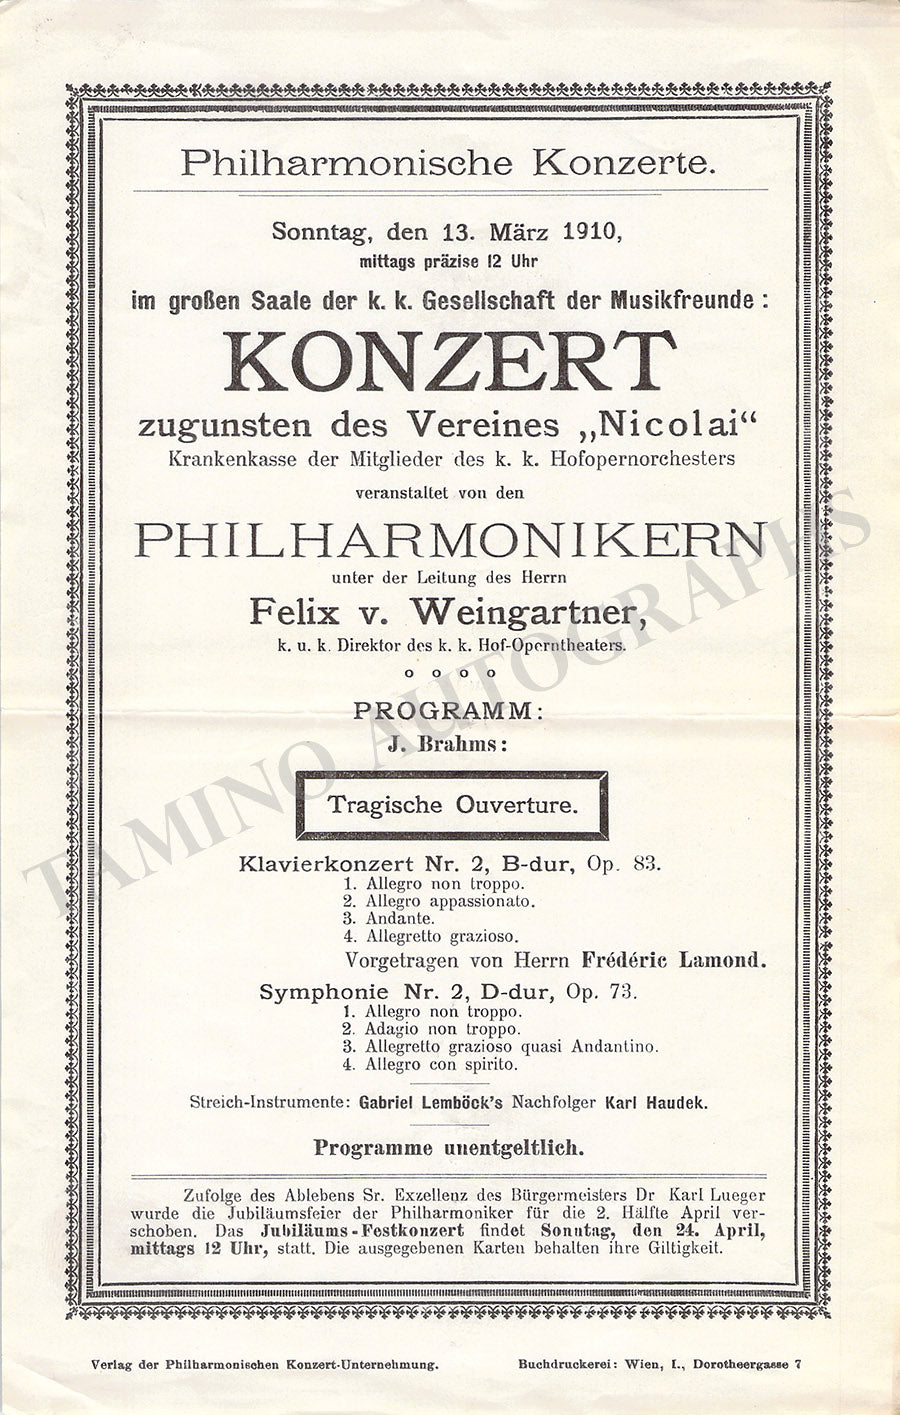 Philharmonische Konzerte.
Sonntag, den 13. März 1910,
mittags präzise 12 Uhr
im großen Saale der k. k. Gesellschaft der Musikfreunde :
KONZERT
zugunsten des Vereines „Nicolai“
Krankenkasse der Mitglieder des k. k. Hofopernorchesters
veranstaltet von den
PHILHARMONIKERN
unter der Leitung des Herrn
Felix v. Weingartner,
k. u. k. Direktor des k. k. Hof-Operntheaters.
o o o o
PROGRAMM:
J. Brahms:
Tragische Ouverture.
Klavierkonzert Nr. 2, B-dur, Op. 83.
1. Allegro non troppo.
2. Allegro appassionato.
3. Andante.
4. Allegretto grazioso.
Vorgetragen von Herrn Frédéric Lamond.
Symphonie Nr. 2, D-dur, Op. 73.
1. Allegro non troppo.
2. Adagio non troppo.
3. Allegretto grazioso quasi Andantino.
4. Allegro con spirito.
Streich-Instrumente: Gabriel Lemböck's Nachfolger Karl Haudek.
Programme unentgeltlich.
Zufolge des Ablebens Sr. Exzellenz des Bürgermeisters Dr Karl Lueger
wurde die Jubiläumsfeier der Philharmoniker für die 2. Hälfte April ver-
schoben. Das Jubiläums-Festkonzert findet Sonntag, den 24. April,
mittags 12 Uhr, statt. Die ausgegebenen Karten behalten ihre Giltigkeit.
Verlag der Philharmonischen Konzert-Unternehmung. Buchdruckerei: Wien, I., Dorotheergasse 7
TAMINO AUTOGRAPHS